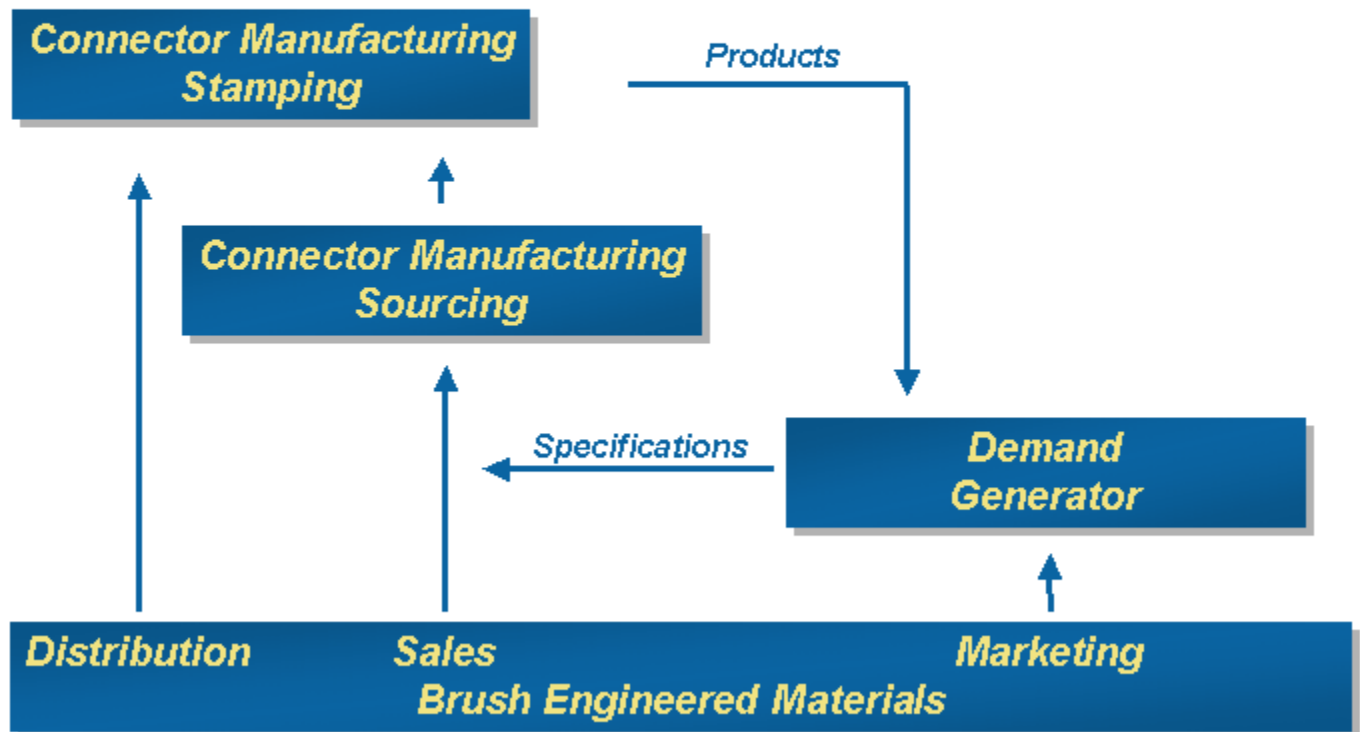 Connector Manufacturing
Stamping
Products
Connector Manufacturing
Sourcing
Specifications
Demand
Generator
Distribution Sales Marketing
Brush Engineered Materials